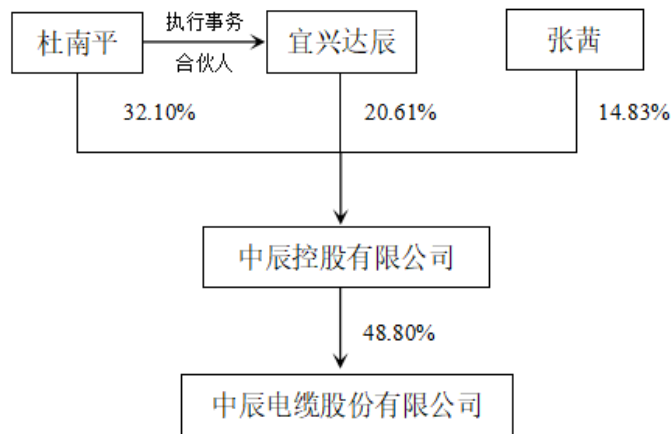 杜南平
执行事务
合伙人
宜兴达辰
张茜
32.10%
20.61%
14.83%
中辰控股有限公司
48.80%
中辰电缆股份有限公司